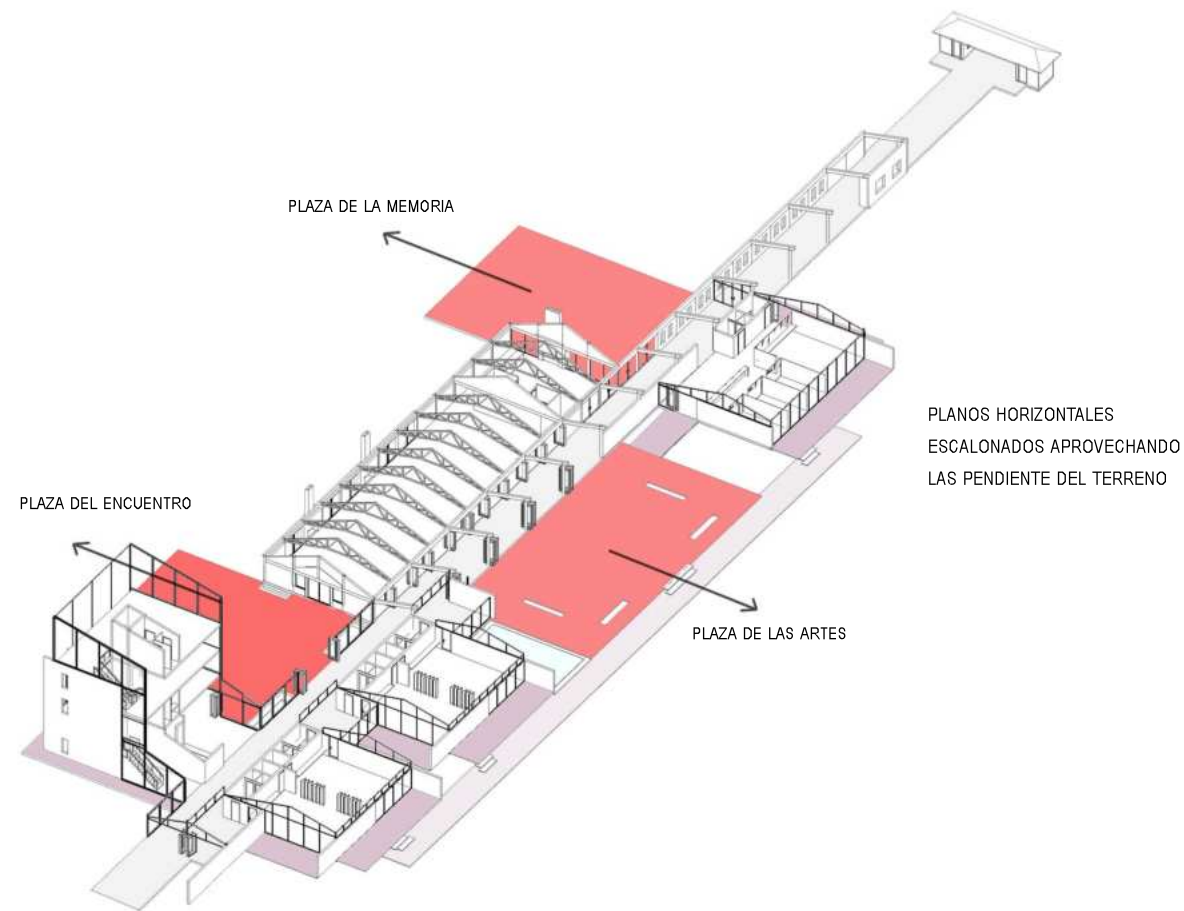 PLAZA DE LA MEMORIA
PLANOS HORIZONTALES
ESCALONADOS APROVECHANDO
LAS PENDIENTE DEL TERRENO
PLAZA DEL ENCUENTRO
PLAZA DE LAS ARTES